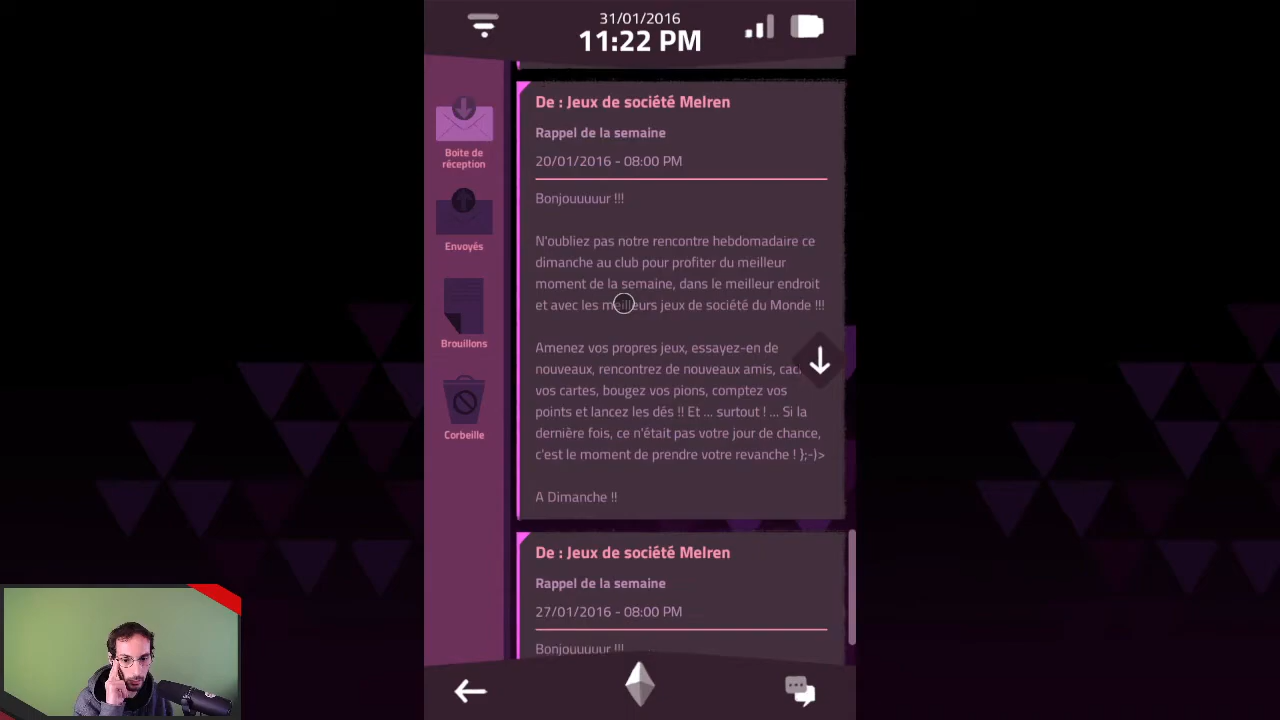 31/01/2016
11:22 PM
Boite de
réception
Envoyés
Brouillons
Corbeille
De : Jeux de société Melren
Rappel de la semaine
20/01/2016 - 08:00 PM
Bonjouuuuur !!!
N'oubliez pas notre rencontre hebdomadaire ce
dimanche au club pour profiter du meilleur
moment de la semaine, dans le meilleur endroit
et avec les meilleurs jeux de société du Monde !!!
Amenez vos propres jeux, essayez-en de
nouveaux, rencontrez de nouveaux amis,
vos cartes, bougez vos pions, comptez vos
points et lancez les dés !! Et ... surtout ! ... Si la
dernière fois, ce n'était pas votre jour de chance,
c'est le moment de prendre votre revanche ! };-)>
A Dimanche !!
De : Jeux de société Melren
Rappel de la semaine
27/01/2016 - 08:00 PM
Bonjouuuuur !!!